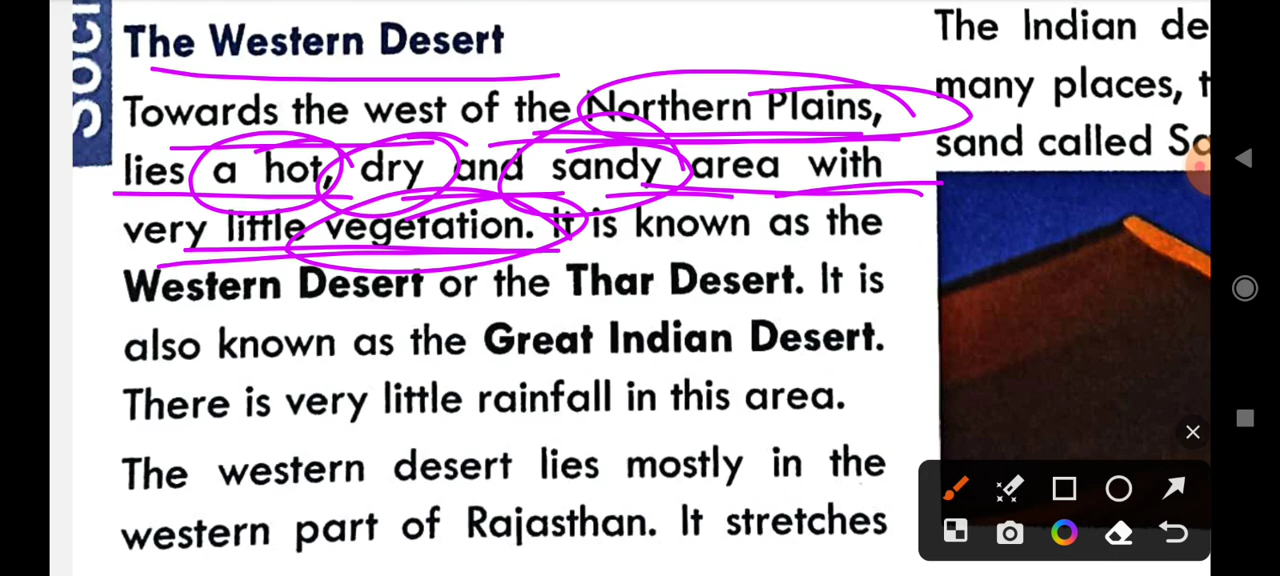 SOCI
The Western Desert
Towards the west of the Northern Plains,
lies a hot, dry and sandy area with
very little vegetation. It is known as the
Western Desert or the Thar Desert. It is
also known as the Great Indian Desert.
There is very little rainfall in this area.
The western desert lies mostly in the
western part of Rajasthan. It stretches
The Indian de
many places, t
sand called Sa